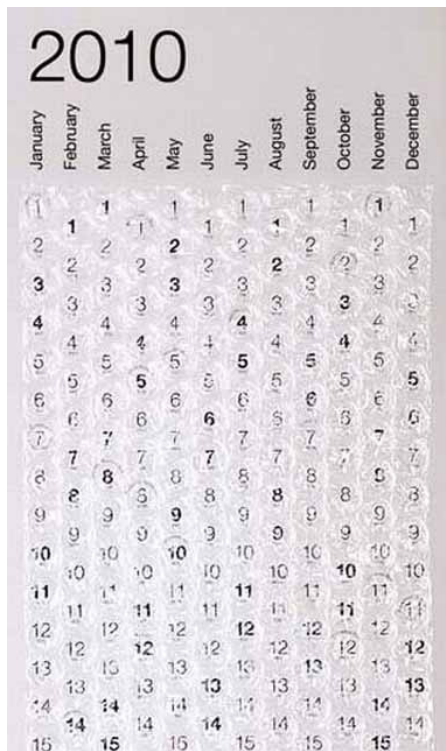 2010
January February March April May June July August September October November December
1 1 1 1 1 1
1 1 1 1 1 1
2 2 2 2 2 2
2 2 2 2 2 2
3 3 3 3 3 3
3 3 3 3 3 3
4 4 4 4 4 4
4 4 4 4 4 4
5 5 5 5 5 5
5 5 5 5 5 5
6 6 6 6 6 6
6 6 6 6 6 6
7 7 7 7 7 7
7 7 7 7 7 7
8 8 8 8 8 8
8 8 8 8 8 8
9 9 9 9 9 9
9 9 9 9 9 9
10 10 10 10 10 10
10 10 10 10 10 10
11 11 11 11 11 11
11 11 11 11 11 11
12 12 12 12 12 12
12 12 12 12 12 12
13 13 13 13 13 13
13 13 13 13 13 13
14 14 14 14 14 14
14 14 14 14 14 14
15 15 15 15 15 15